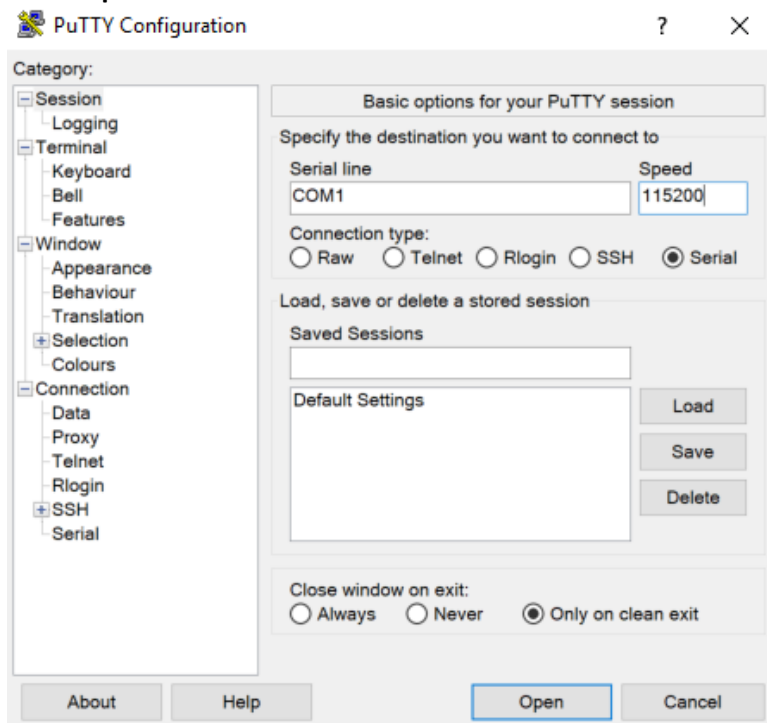 PuTTY Configuration
Category:
Session
Logging
Terminal
Keyboard
Bell
Features
Window
Appearance
Behaviour
Translation
Selection
Colours
Connection
Data
Proxy
Telnet
Rlogin
SSH
Serial
Basic options for your PuTTY session
Specify the destination you want to connect to
Serial line Speed
COM1 115200
Connection type:
Raw Telnet Rlogin SSH Serial
Load, save or delete a stored session
Saved Sessions
Default Settings
Load
Save
Delete
Close window on exit:
Always Never Only on clean exit
About Help Open Cancel